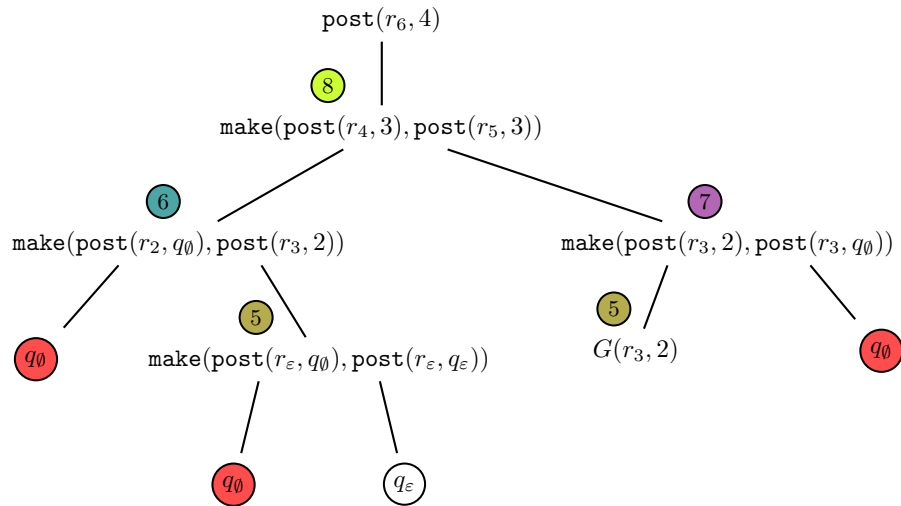 post(r₆, 4)
8
make(post(r₄, 3), post(r₅, 3))
6
7
make(post(r₂, q∅), post(r₃, 2))
make(post(r₃, 2), post(r₃, q∅))
5
5
q∅
make(post(rε, q∅), post(rε, qε))
G(r₃, 2)
q∅
q∅
qε